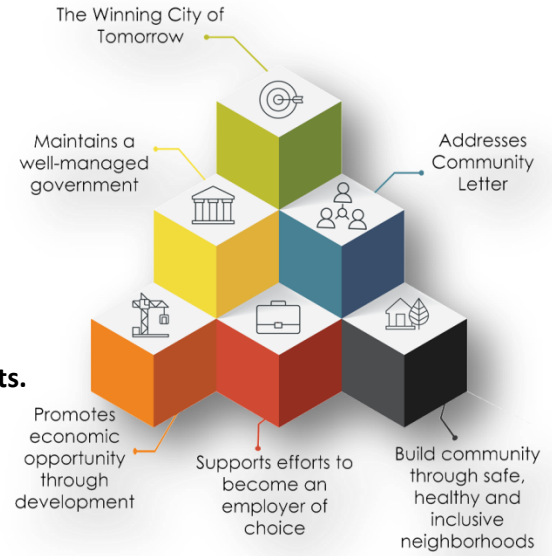 The Winning City of
Tomorrow
Maintains a
well-managed
government
Addresses
Community
Letter
ts.
Promotes
economic
opportunity
through
development
Supports efforts to
become an
employer of
choice
Build community
through safe,
healthy and
inclusive
neighborhoods